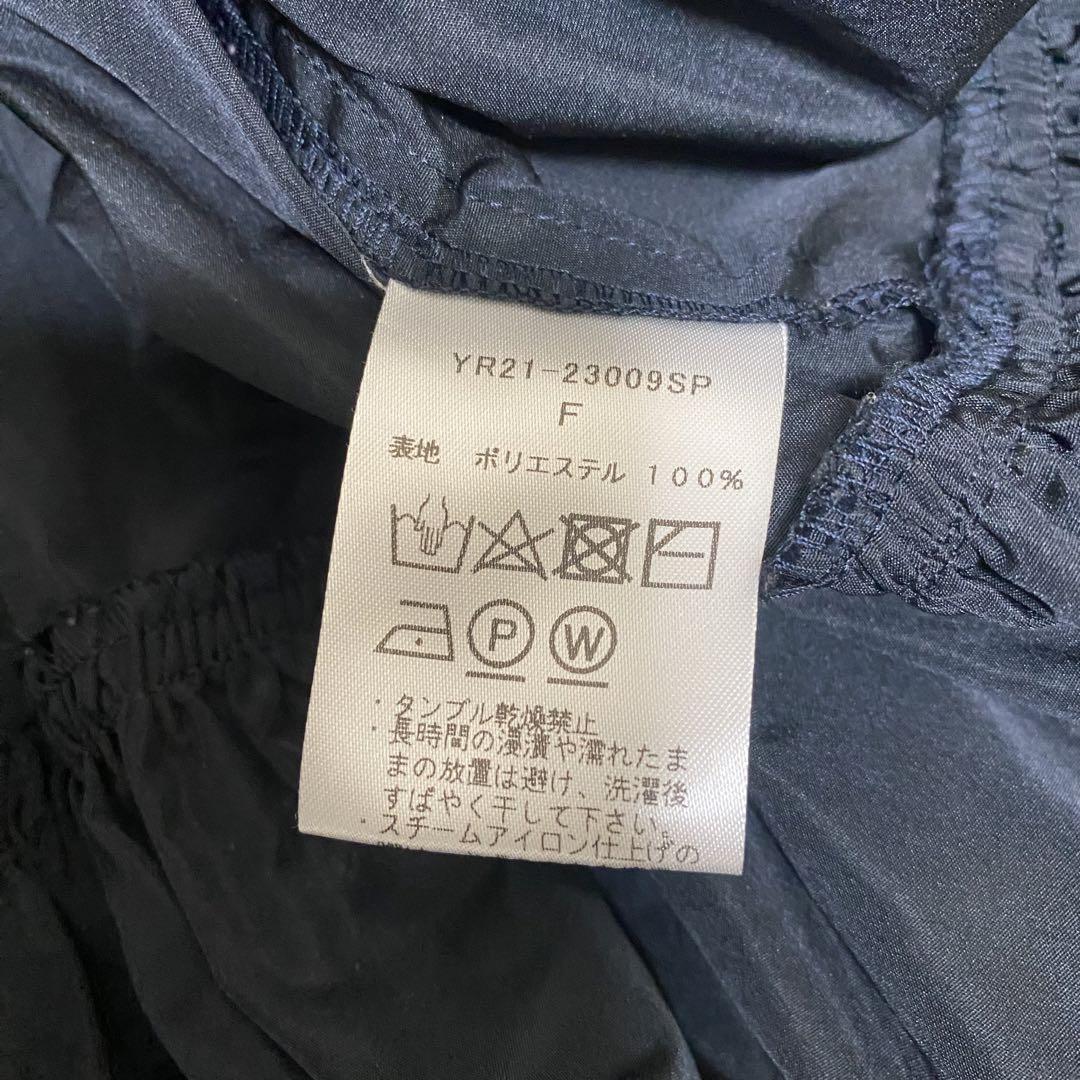 YR21-23009SP
F
表地 ポリエステル 100%
P W
・タンブル乾燥禁止
・長時間の浸漬や濡れたま
まの放置は避け、洗濯後
すばやく干して下さい。
・スチームアイロン仕上げの